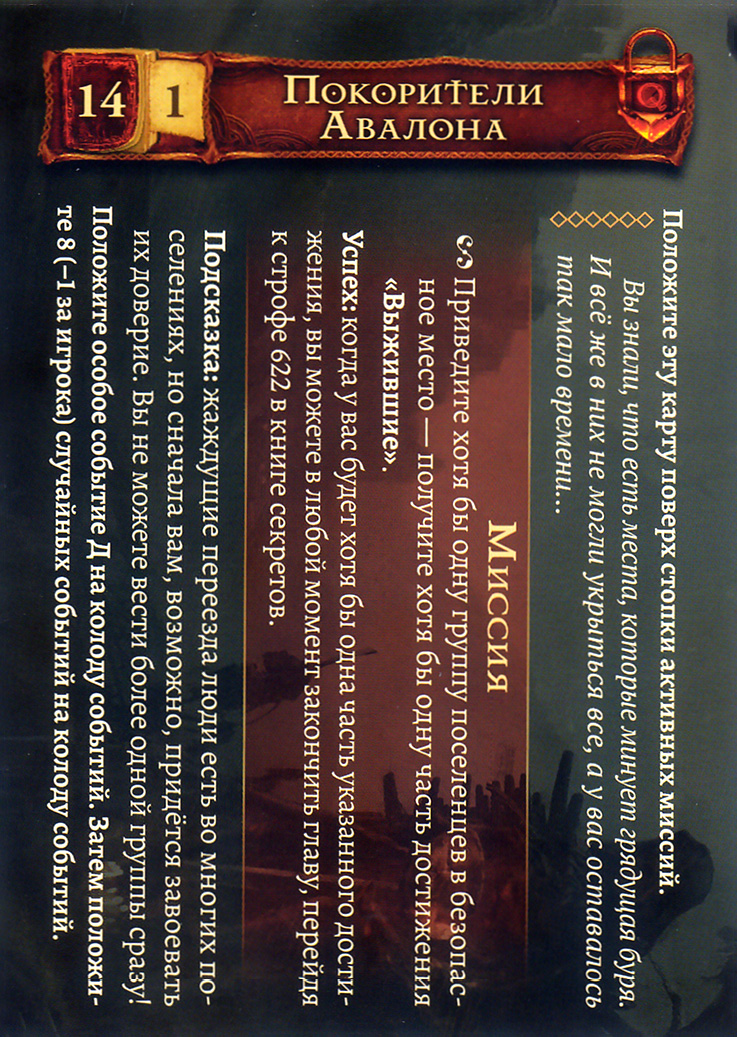 Покорители
Авалона
14
1
Положите эту карту поверх стопки активных миссий.
Вы знали, что есть места, которые минует грядущая буря.
И всё же в них не могли укрыться все, а у вас оставалось
так мало времени...
Миссия
Приведите хотя бы одну группу поселенцев в безопас-
ное место — получите хотя бы одну часть достижения
«Выжившие».
Успех: когда у вас будет хотя бы одна часть указанного дости-
жения, вы можете в любой момент закончить главу, перейдя
к строфе 622 в книге секретов.
Подсказка: жаждущие переезда люди есть во многих по-
селениях, но сначала вам, возможно, придётся завоевать
их доверие. Вы не можете вести более одной группы сразу!
Положите особое событие Д на колоду событий. Затем положи-
те 8 (–1 за игрока) случайных событий на колоду событий.